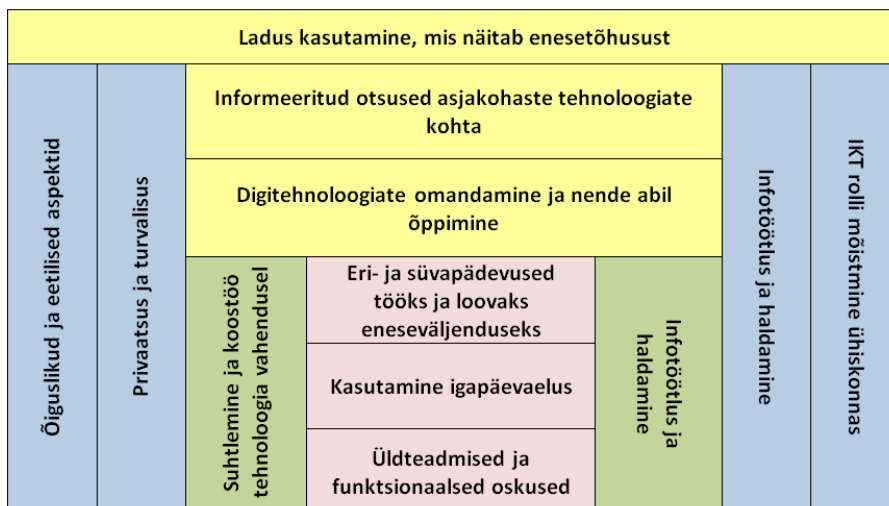 Ladus kasutamine, mis näitab enesetõhusust
Õiguslikud ja eetilised aspektid
Privaatsus ja turvalisus
Informeeritud otsused asjakohaste tehnoloogiate
kohta
Digitehnoloogiate omandamine ja nende abil
õppimine
Suhtlemine ja koostöö
tehnoloogia vahendusel
Eri- ja süvapädevused
tööks ja loovaks
eneseväljenduseks
Kasutamine igapäevaelus
Üldteadmised ja
funktsionaalsed oskused
Infotöötlus ja
haldamine
Infotöötlus ja haldamine
IKT rolli mõistmine ühiskonnas